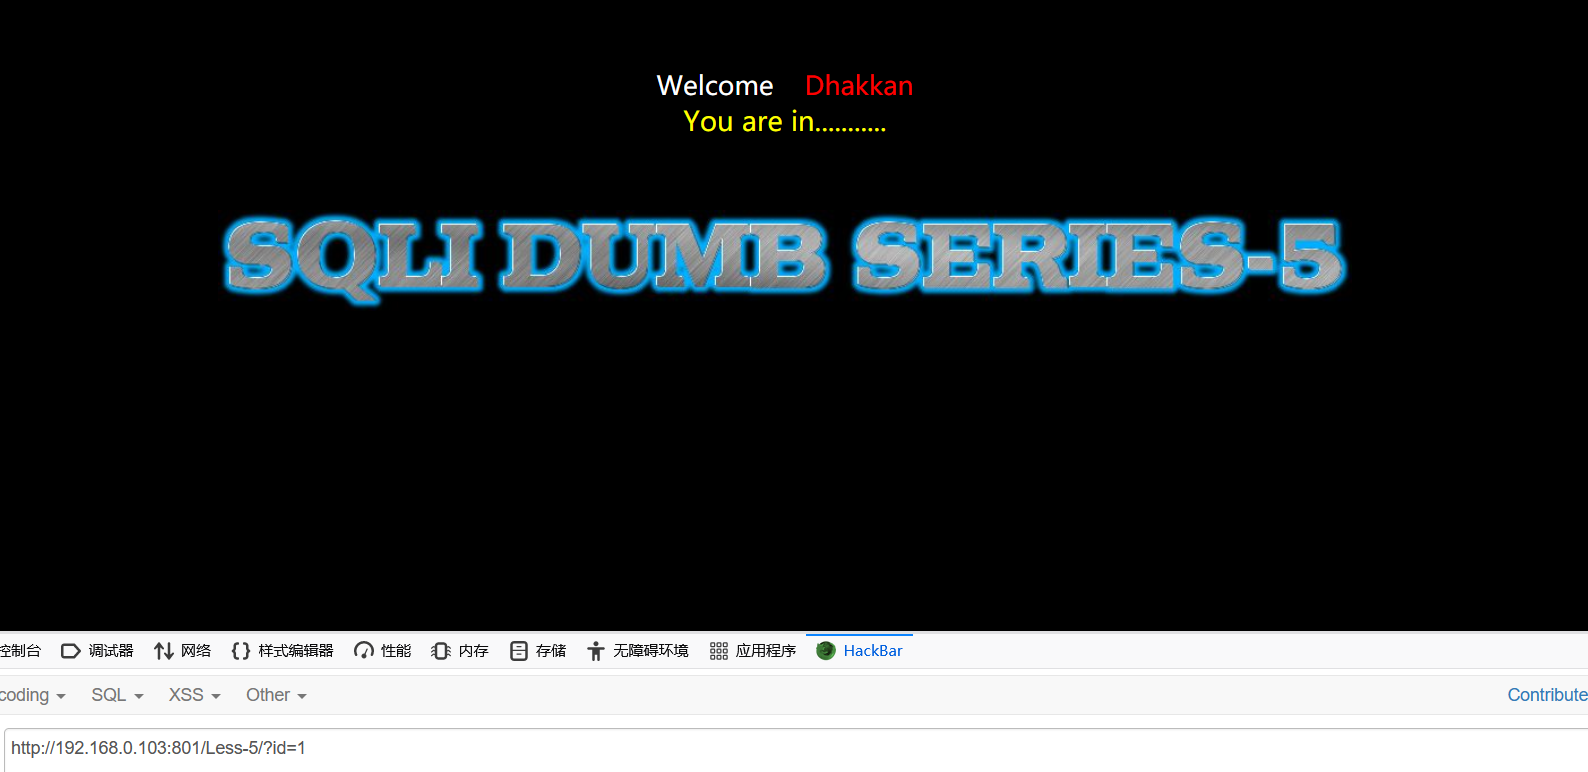 Welcome Dhakkan
You are in...........
SQLI DUMB SERIES-5
控制台 调试器 网络 样式编辑器 性能 内存 存储 无障碍环境 应用程序 HackBar
coding SQL XSS Other Contribute
http://192.168.0.103:801/Less-5/?id=1